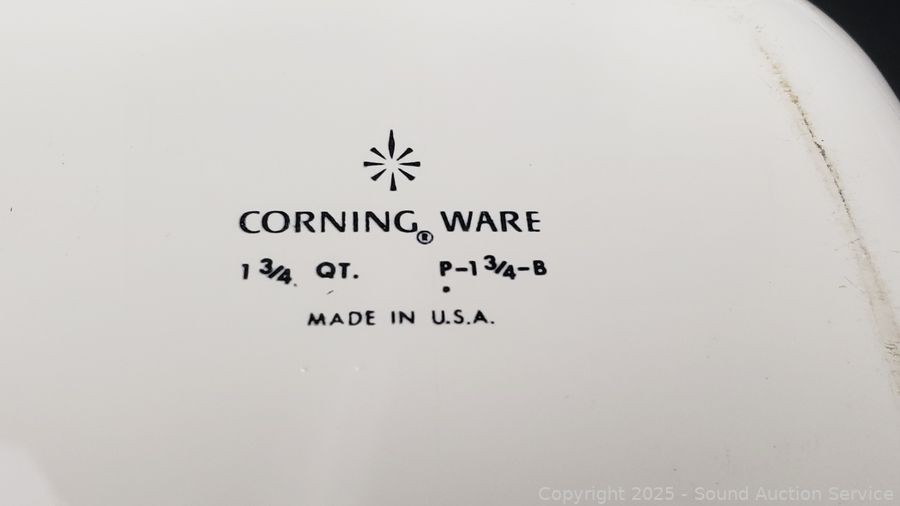 CORNING® WARE
1 3/4 QT. P-1 3/4-B
MADE IN U.S.A.
Copyright 2025 - Sound Auction Service